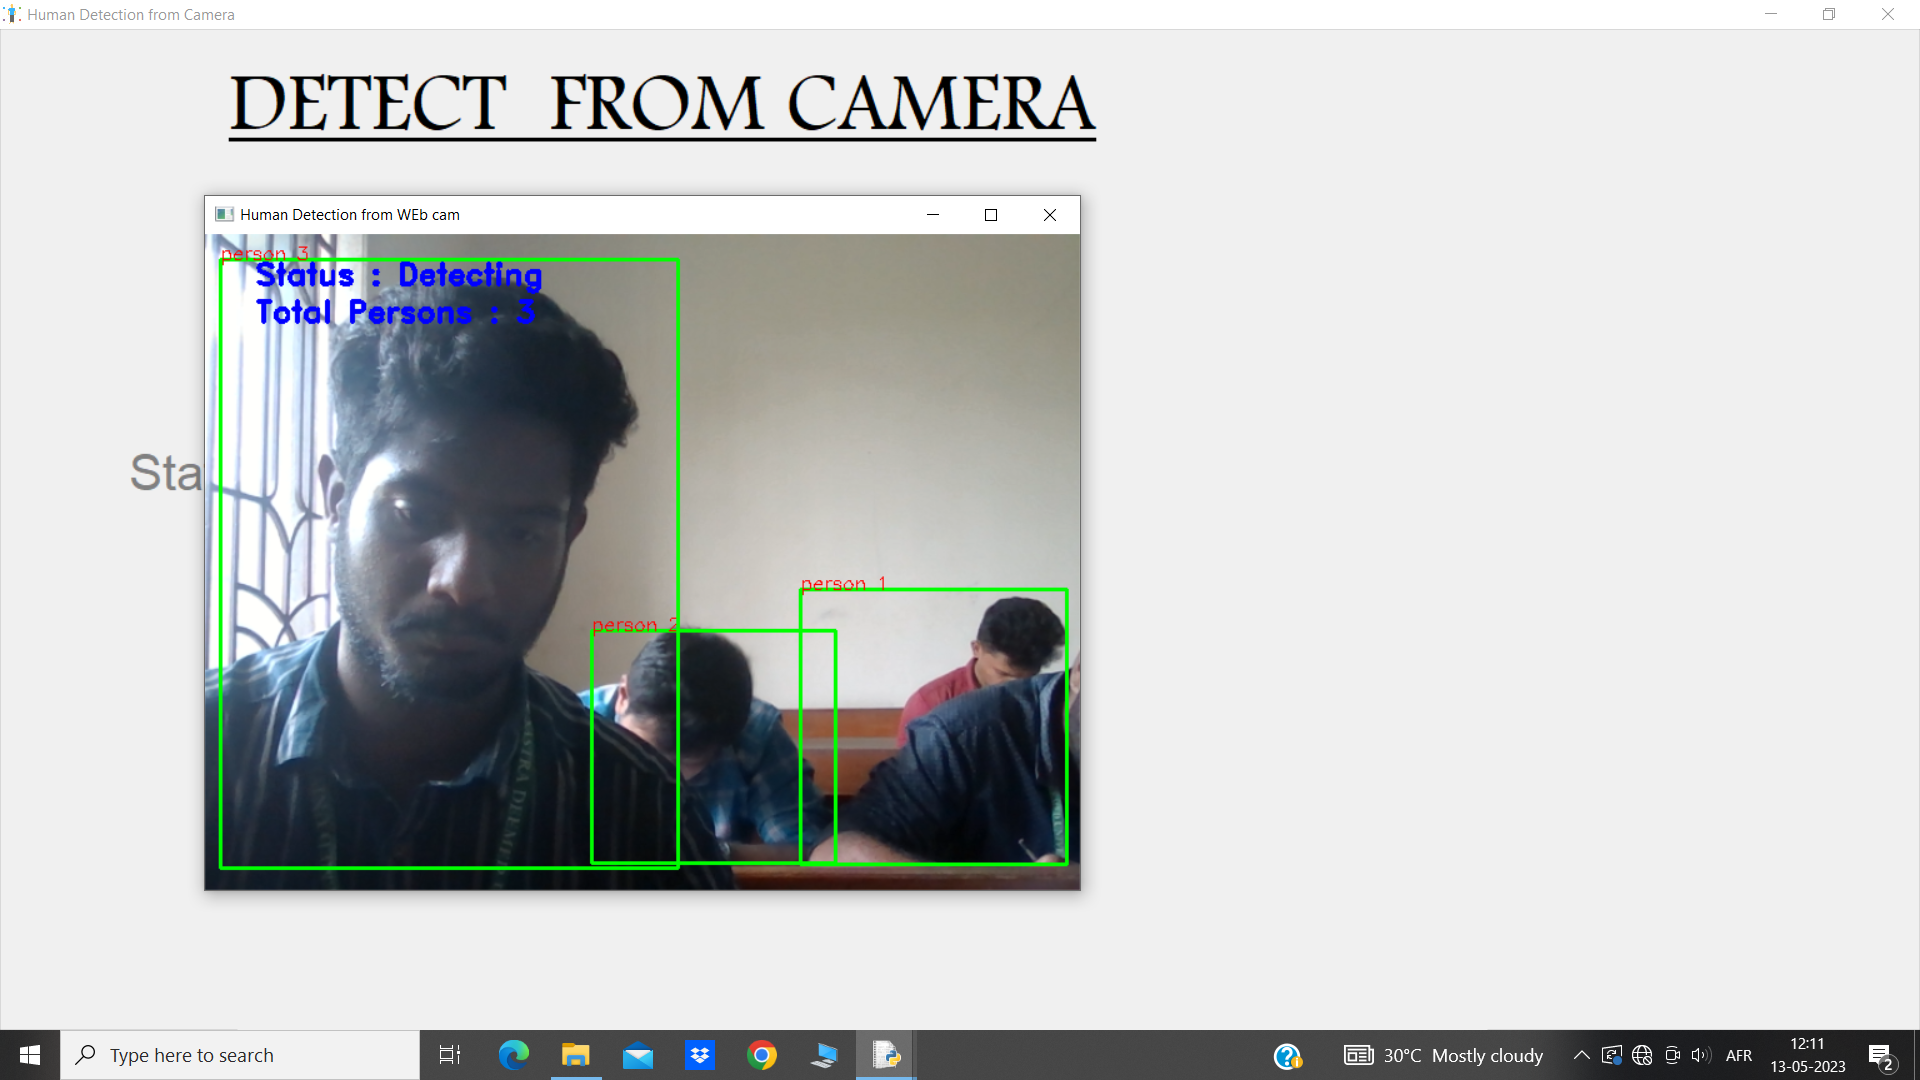 Human Detection from Camera
DETECT FROM CAMERA
Human Detection from WEb cam
person 3
Status : Detecting
Total Persons : 3
Sta
person 1
person 2
Type here to search
30°C Mostly cloudy
AFR
12:11
13-05-2023
2